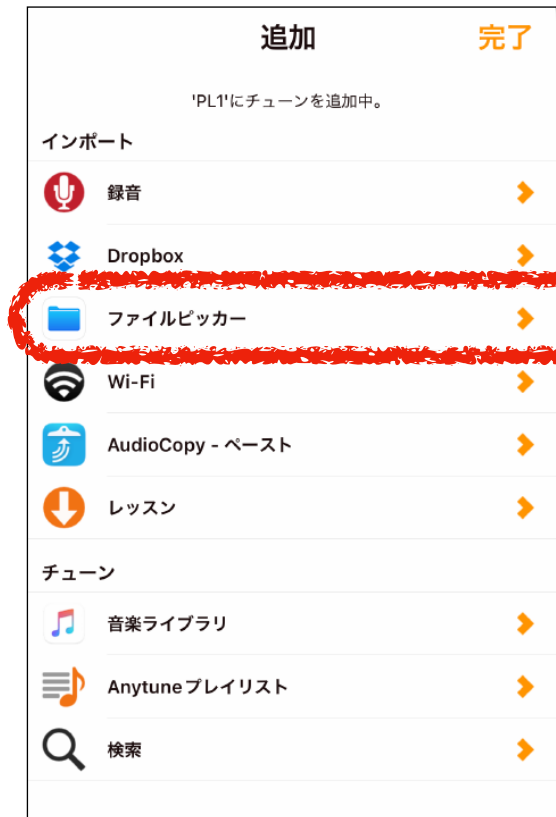 追加
完了
'PL1'にチューンを追加中。
インポート
録音
Dropbox
ファイルピッカー
Wi-Fi
AudioCopy - ペースト
レッスン
チューン
音楽ライブラリ
Anytuneプレイリスト
検索